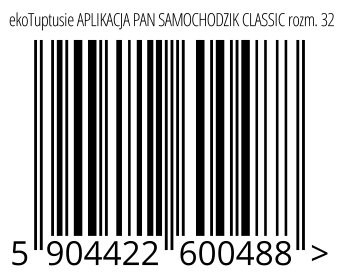 ekoTuptusie APLIKACJA PAN SAMOCHODZIK CLASSIC rozm. 32
5 904422 600488 >